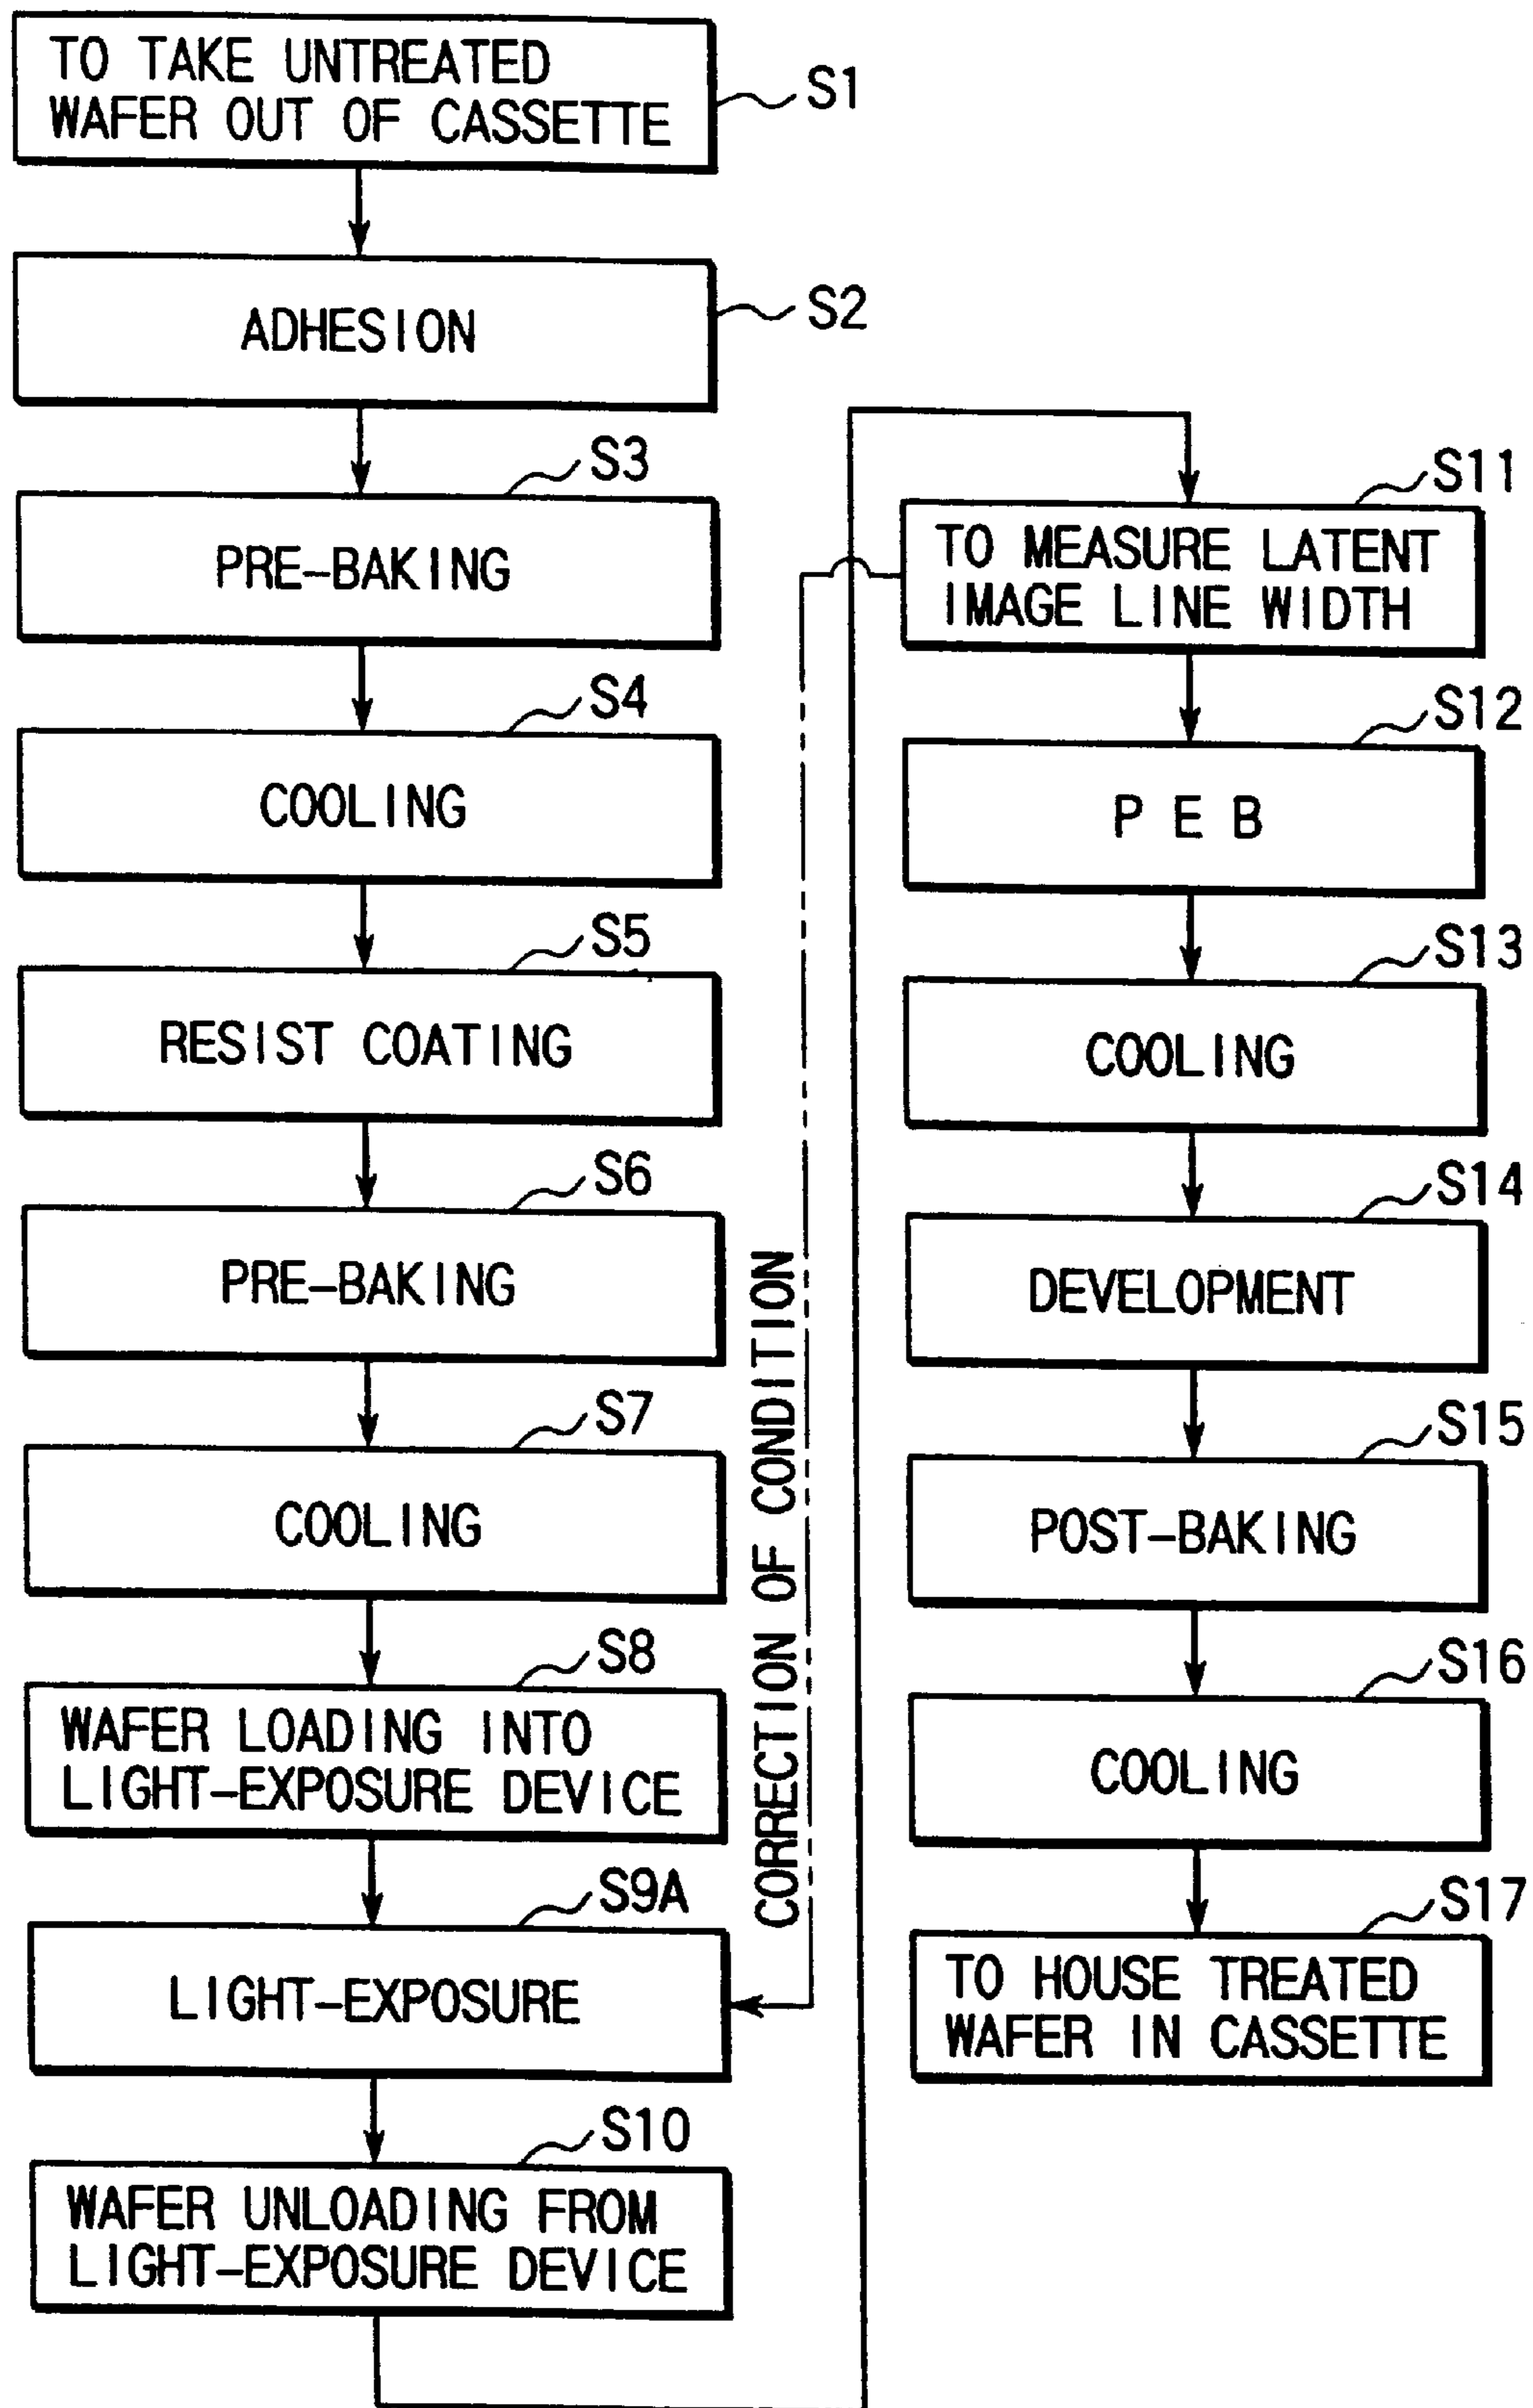 TO TAKE UNTREATED
WAFER OUT OF CASSETTE
S1
ADHESION
S2
S3
PRE-BAKING
S4
COOLING
S5
RESIST COATING
S6
PRE-BAKING
S7
COOLING
S8
WAFER LOADING INTO
LIGHT-EXPOSURE DEVICE
S9A
LIGHT-EXPOSURE
S10
WAFER UNLOADING FROM
LIGHT-EXPOSURE DEVICE
CORRECTION OF CONDITION
S11
TO MEASURE LATENT
IMAGE LINE WIDTH
S12
P E B
S13
COOLING
S14
DEVELOPMENT
S15
POST-BAKING
S16
COOLING
S17
TO HOUSE TREATED
WAFER IN CASSETTE